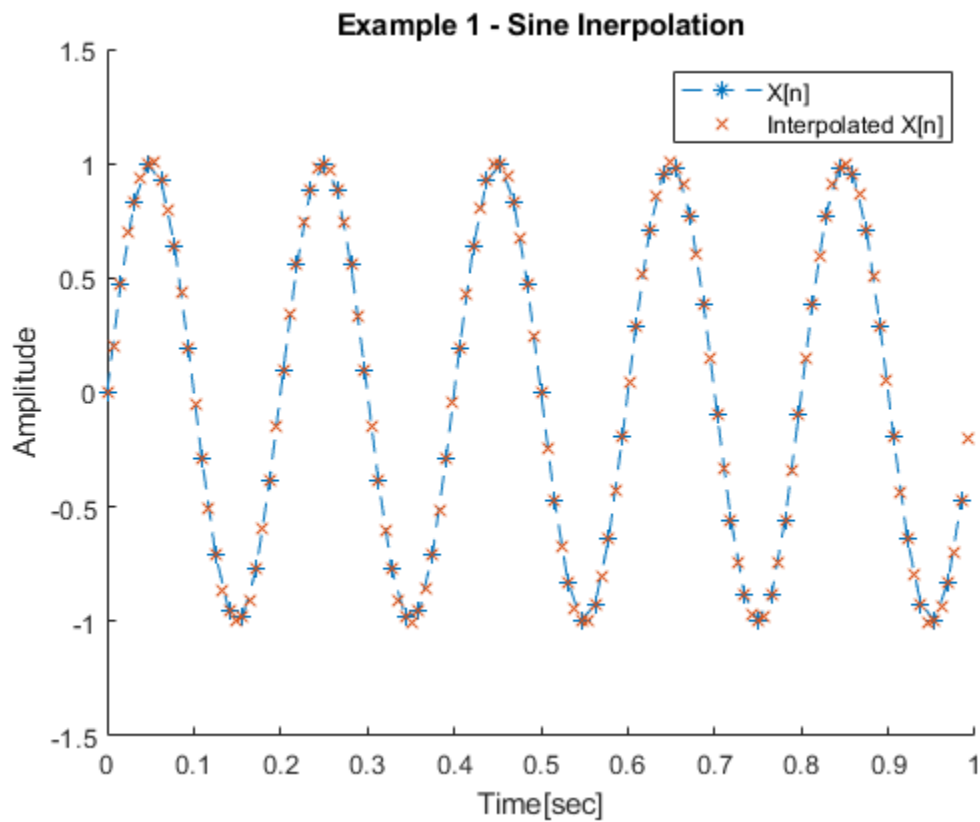 Example 1 - Sine Inerpolation
X[n]
Interpolated X[n]
Amplitude
1.5
1
0.5
0
-0.5
-1
-1.5
0 0.1 0.2 0.3 0.4 0.5 0.6 0.7 0.8 0.9 1
Time[sec]